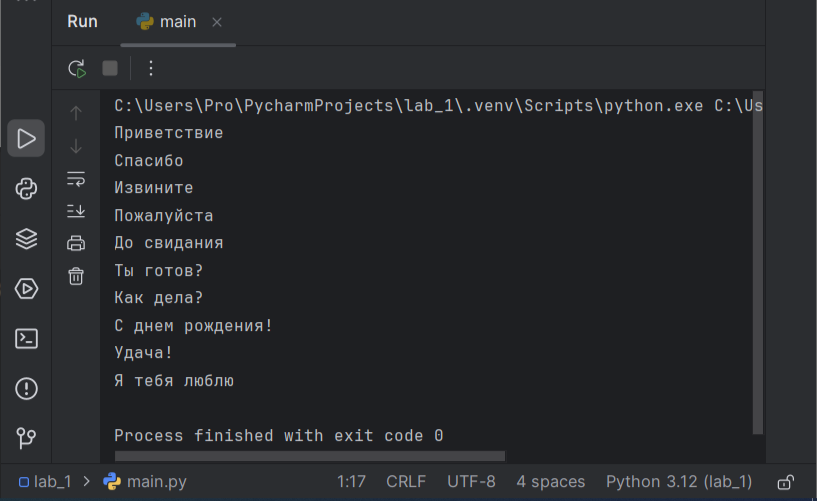 Run main
C:\Users\Pro\PycharmProjects\lab_1\.venv\Scripts\python.exe C:\Us
Приветствие
Спасибо
Извините
Пожалуйста
До свидания
Ты готов?
Как дела?
С днем рождения!
Удача!
Я тебя люблю
Process finished with exit code 0
lab_1 > main.py 1:17 CRLF UTF-8 4 spaces Python 3.12 (lab_1)